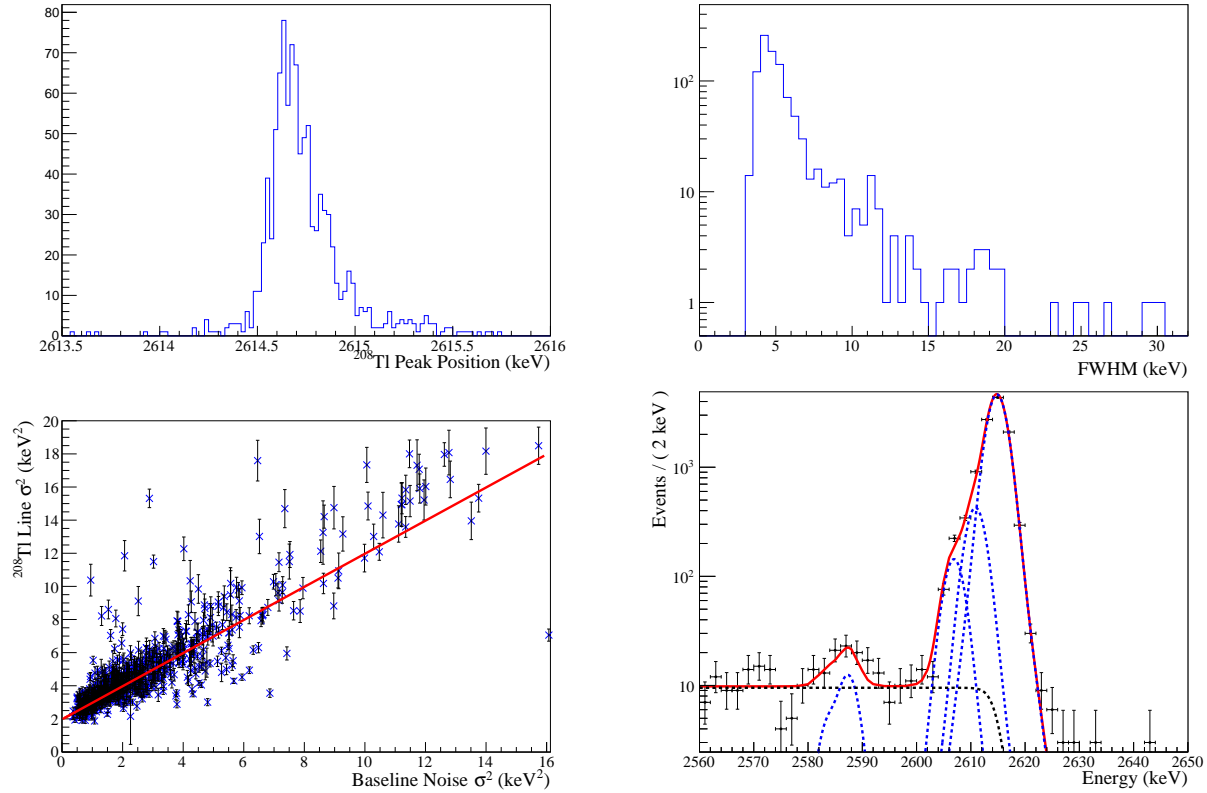 80
70
60
50
40
30
20
10
0
2613.5 2614 2614.5 2615 2615.5 2616
²⁰⁸Tl Peak Position (keV)
10²
10
1
0 5 10 15 20 25 30
FWHM (keV)
²⁰⁸Tl Line σ² (keV²)
20
18
16
14
12
10
8
6
4
2
0
0 2 4 6 8 10 12 14 16
Baseline Noise σ² (keV²)
Events / ( 2 keV )
10³
10²
10
2560 2570 2580 2590 2600 2610 2620 2630 2640 2650
Energy (keV)